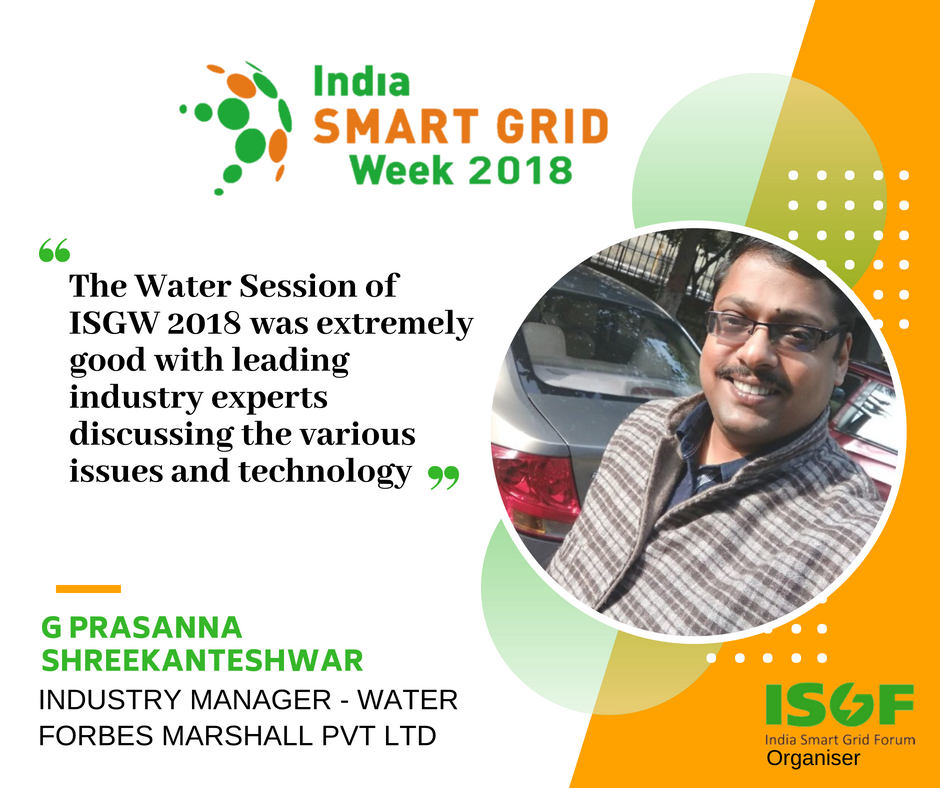 Indıa
SMART GRID
Week 2018
“
The Water Session of
ISGW 2018 was extremely
good with leading
industry experts
discussing the various
issues and technology ”
G PRASANNA
SHREEKANTESHWAR
INDUSTRY MANAGER - WATER
FORBES MARSHALL PVT LTD
ISGF
India Smart Grid Forum
Organiser